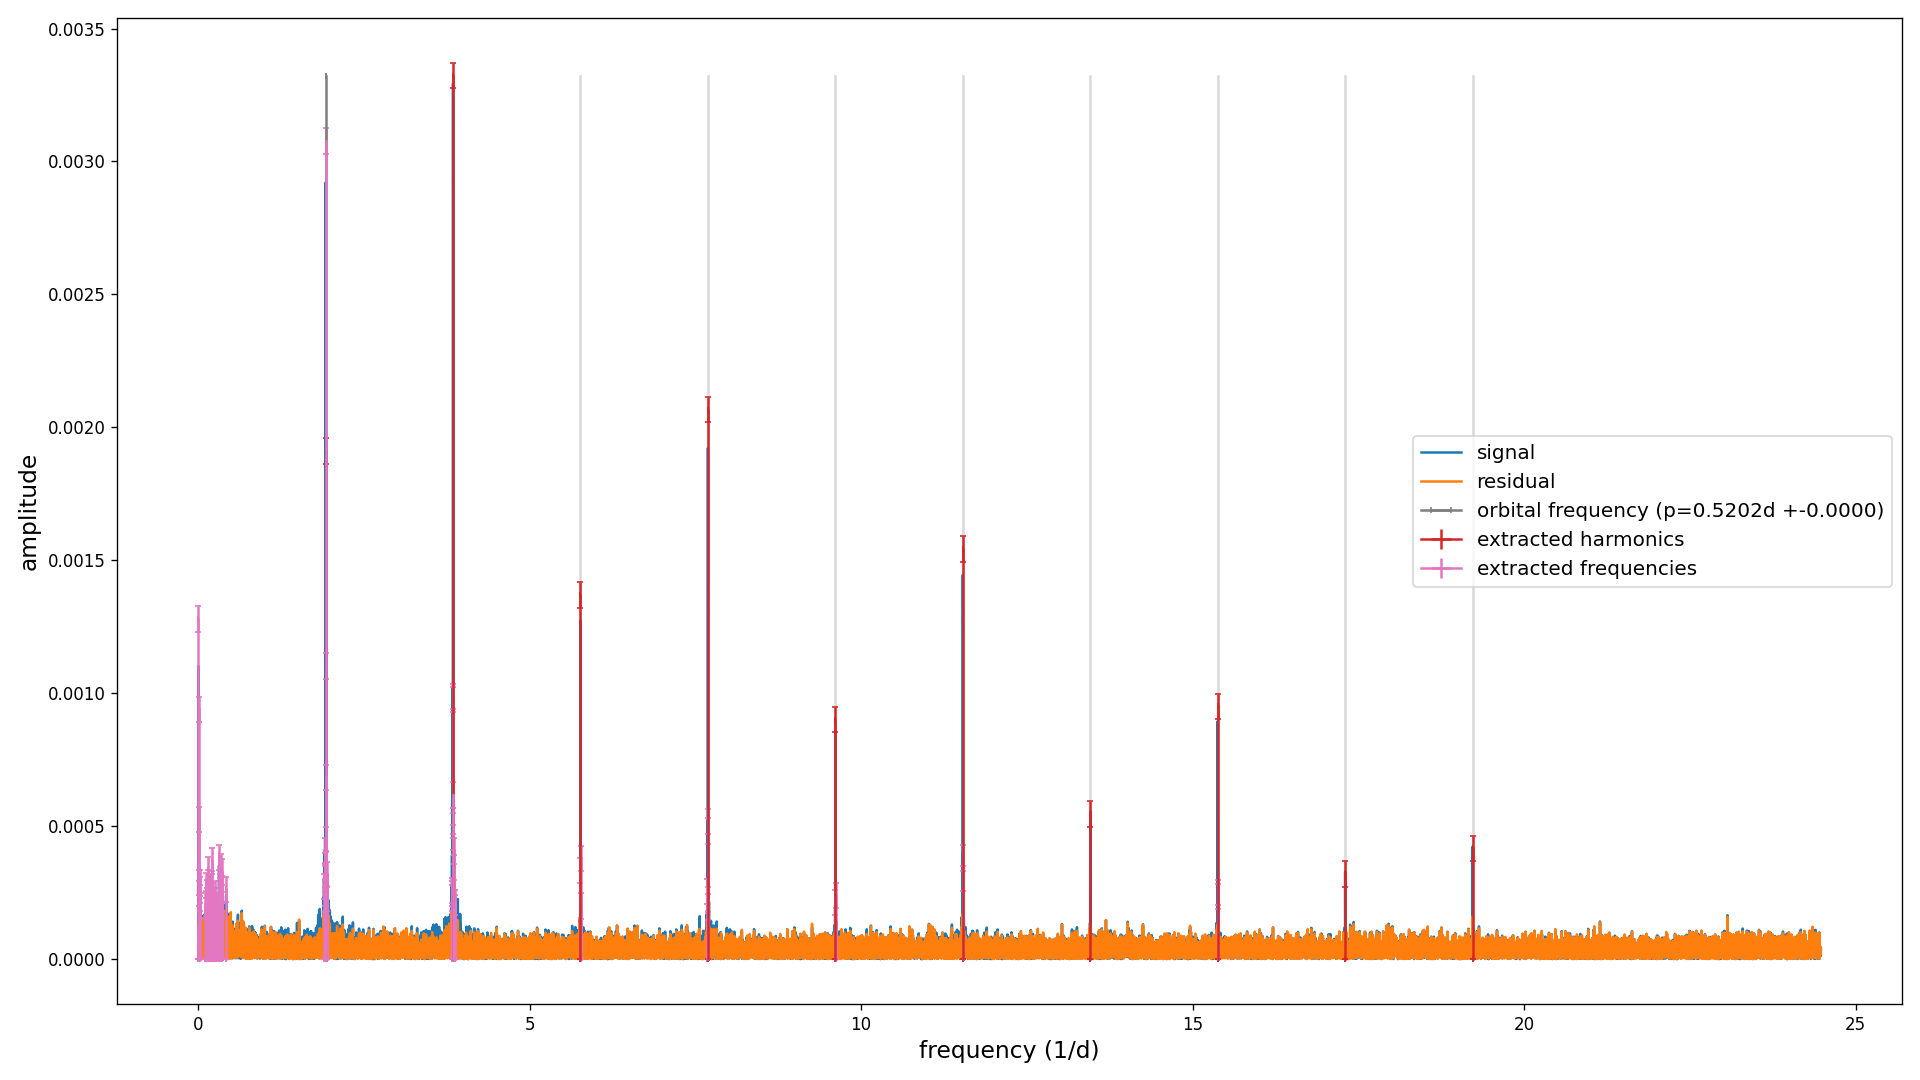 0.0035
0.0030
0.0025
0.0020
0.0015
0.0010
0.0005
0.0000
amplitude
signal
residual
orbital frequency (p=0.5202d +-0.0000)
extracted harmonics
extracted frequencies
0 5 10 15 20 25
frequency (1/d)